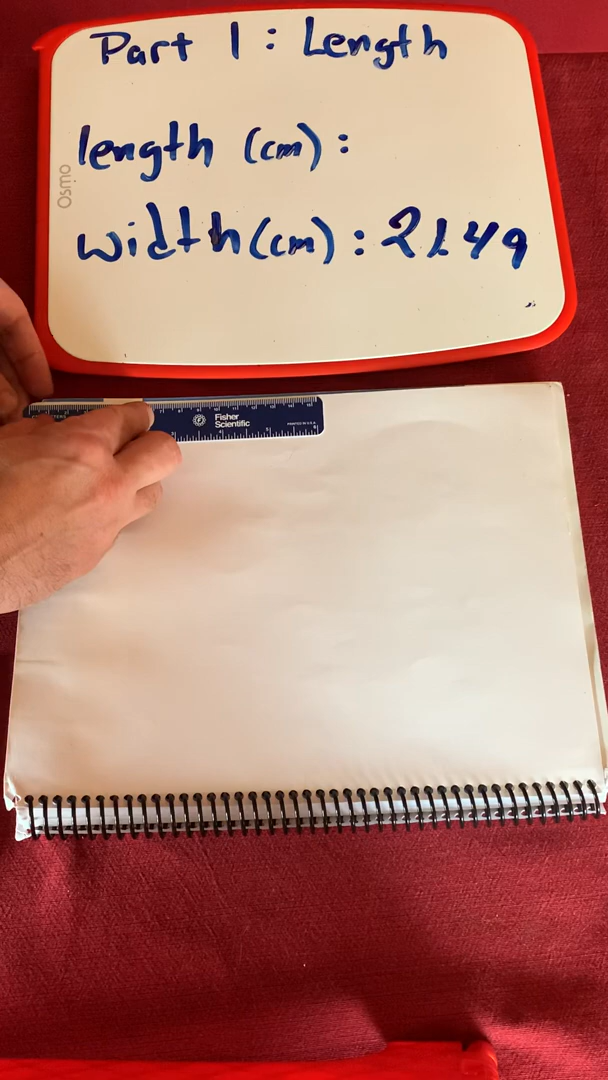 Part 1: Length
length (cm):
Osmo
width (cm): 21.49
Fisher
Scientific